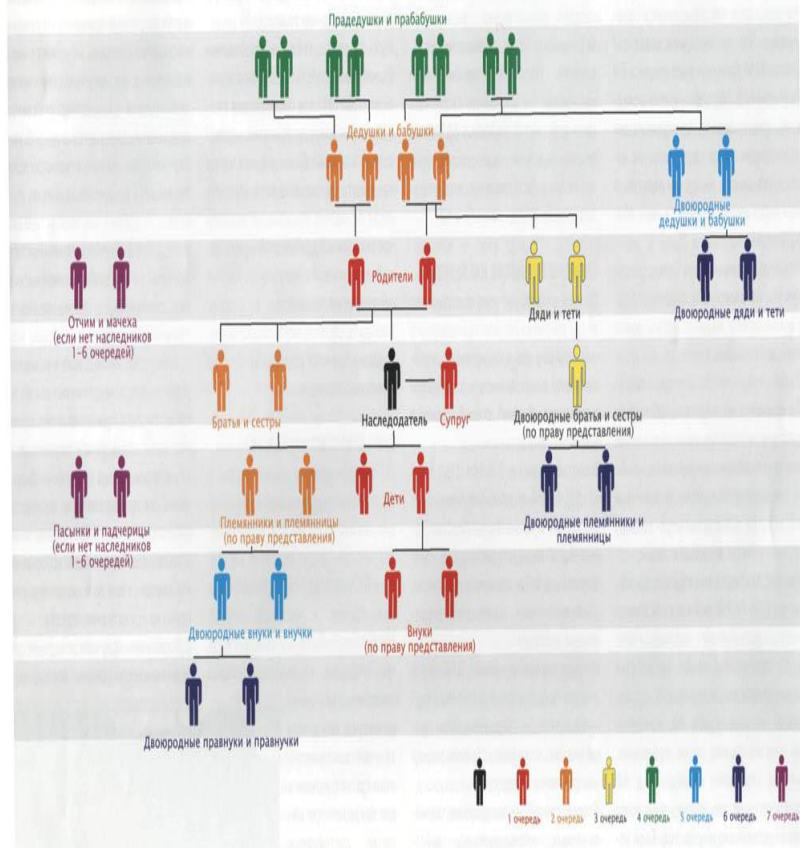 Прадедушки и прабабушки
Дедушки и бабушки
Двоюродные
дедушки и бабушки
Родители
Дяди и тети
Двоюродные дяди и тети
Отчим и мачеха
(если нет наследников
1–6 очередей)
Братья и сестры
Наследодатель
Супруг
Двоюродные братья и сестры
(по праву представления)
Дети
Пасынки и падчерицы
(если нет наследников
1–6 очередей)
Племянники и племянницы
(по праву представления)
Двоюродные племянники и
племянницы
Двоюродные внуки и внучки
Внуки
(по праву представления)
Двоюродные правнуки и правнучки
1 очередь 2 очередь 3 очередь 4 очередь 5 очередь 6 очередь 7 очередь